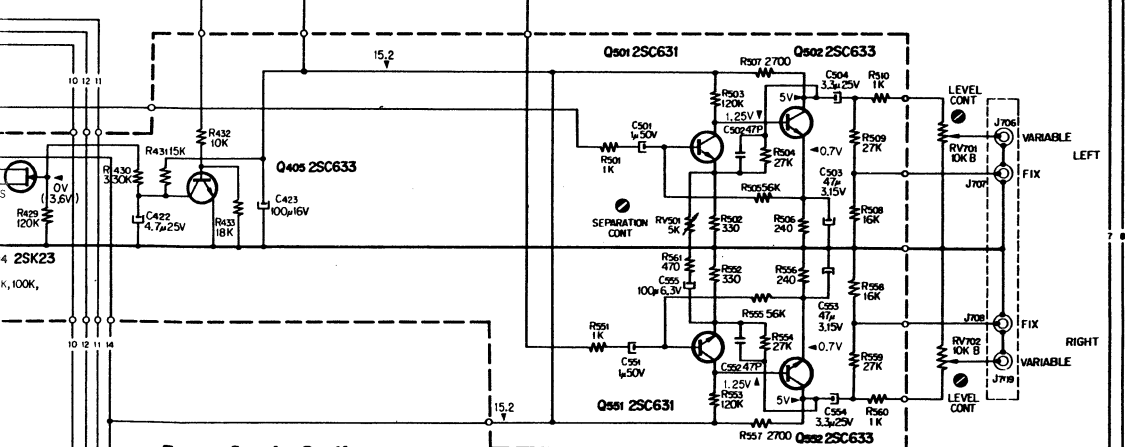 Q501 2SC631
Q502 2SC633
15.2
R507 2700
C504
3.3µ25V
R510
1K
10 12 11
R503
120K
5V
LEVEL
CONT
J706
VARIABLE
1.25V
R432
10K
C501
1µ50V
C502 47P
R509
27K
RV701
10K B
LEFT
R431 15K
Q405 2SC633
R504
27K
0.7V
R430
3.30K
R501
1K
C503
47µ
3.15V
FIX
J707
S
0V
(3,6V)
R505 56K
R429
120K
C422
4.7µ25V
R433
18K
C423
100µ16V
SEPARATION
CONT
RV501
5K
R502
330
R506
240
R508
16K
7 8
4 2SK23
R561
470
R552
330
R556
240
K, 100K,
C555
100µ6.3V
R558
16K
C553
47µ
3.15V
J708
FIX
R555 56K
R551
1K
R554
27K
RV702
10K B
RIGHT
10 12 11 14
0.7V
R559
27K
VARIABLE
C551
1µ50V
C552 47P
1.25V
R553
120K
5V
LEVEL
CONT
15.2
Q551 2SC631
C554
3.3µ25V
R560
1K
R557 2700
Q552 2SC633